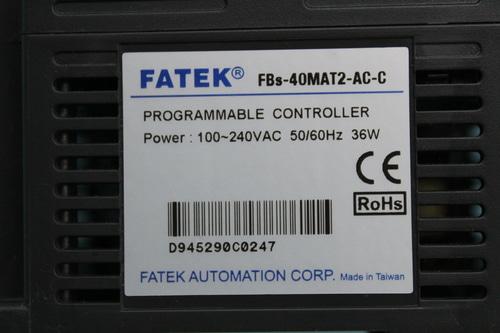 FATEK® FBs-40MAT2-AC-C
PROGRAMMABLE CONTROLLER
Power : 100~240VAC 50/60Hz 36W
CE
RoHs
D945290C0247
FATEK AUTOMATION CORP. Made in Taiwan